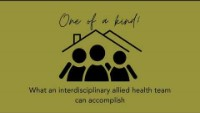 One of a kind!
What an interdisciplinary allied health team
can accomplish